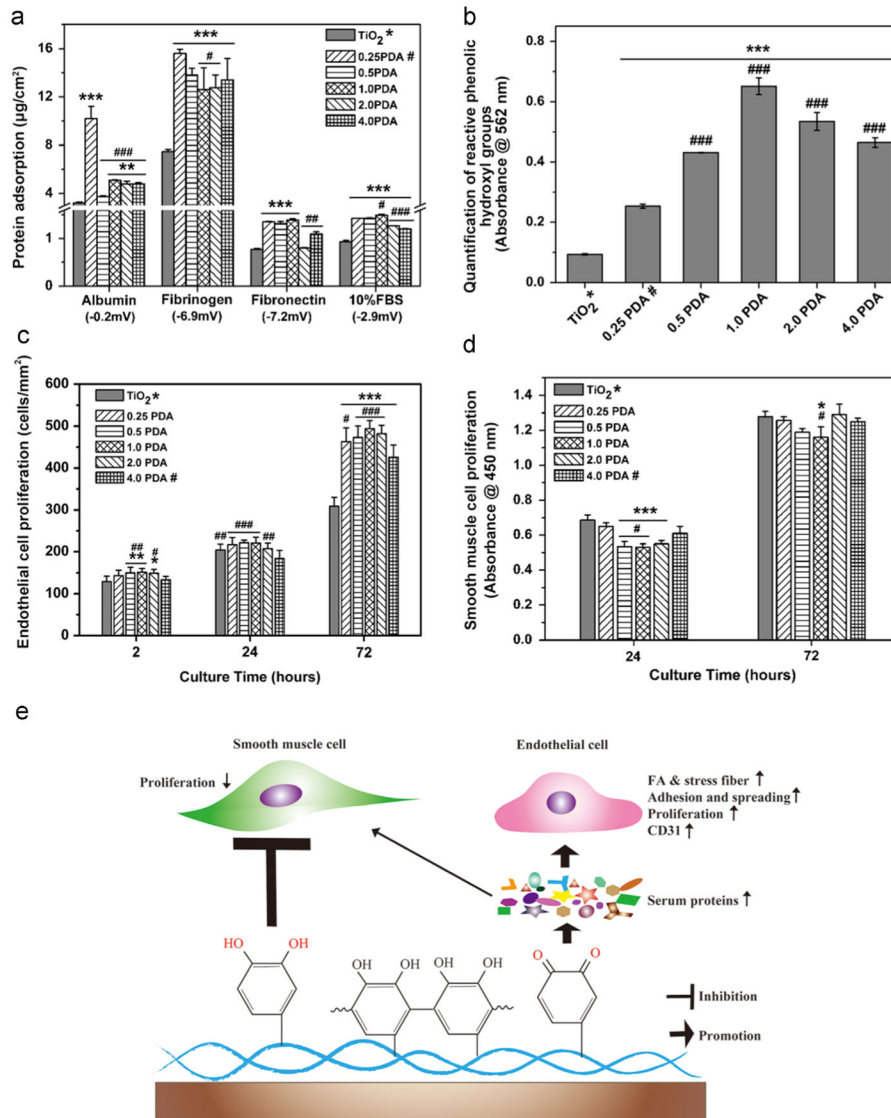 a
Protein adsorption (μg/cm²)
16
12
8
4
1
0
***
***
###
**
#
***
##
***
#
###
TiO₂*
0.25PDA #
0.5PDA
1.0PDA
2.0PDA
4.0PDA
Albumin Fibrinogen Fibronectin 10%FBS
(-0.2mV) (-6.9mV) (-7.2mV) (-2.9mV)
b
Quantification of reactive phenolic
hydroxyl groups
(Absorbance @ 562 nm)
0.8
0.6
0.4
0.2
0.0
***
###
###
###
###
TiO₂* 0.25 PDA # 0.5 PDA 1.0 PDA 2.0 PDA 4.0 PDA
c
Endothelial cell proliferation (cells/mm²)
600
500
400
300
200
100
0
TiO₂*
0.25 PDA
0.5 PDA
1.0 PDA
2.0 PDA
4.0 PDA #
##
**
#
*
##
###
##
***
#
###
2 24 72
Culture Time (hours)
d
Smooth muscle cell proliferation
(Absorbance @ 450 nm)
1.4
1.2
1.0
0.8
0.6
0.4
0.2
0.0
TiO₂*
0.25 PDA
0.5 PDA
1.0 PDA
2.0 PDA
4.0 PDA #
***
#
*
#
24 72
Culture Time (hours)
e
Smooth muscle cell
Proliferation ↓
Endothelial cell
FA & stress fiber ↑
Adhesion and spreading↑
Proliferation ↑
CD31 ↑
Serum proteins ↑
HO OH
OH OH OH OH
O O
Inhibition
Promotion